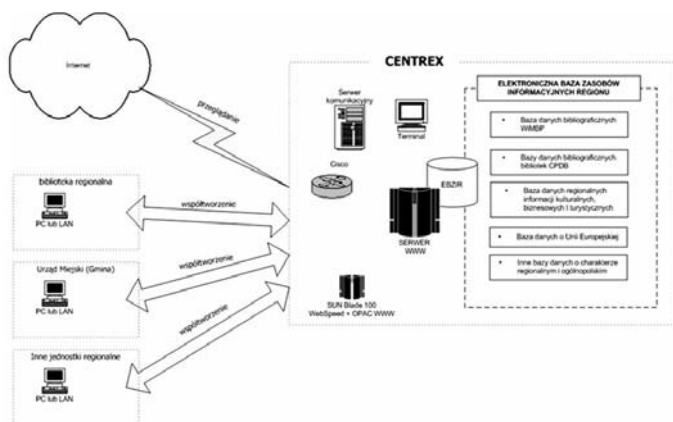 Internet
przeglądanie
CENTREX
Serwer
komunikacyjny
Terminal
Cisco
EBZIR
SERWER
WWW
SUN Blade 100
WebSpeed + OPAC WWW
ELEKTRONICZNA BAZA ZASOBÓW
INFORMACYJNYCH REGIONU
• Baza danych bibliograficznych
WiMBP
• Bazy danych bibliograficznych
bibliotek CPDB
• Baza danych regionalnych
informacji kulturalnych,
biznesowych i turystycznych
• Baza danych o Unii Europejskiej
• Inne bazy danych o charakterze
regionalnym i ogólnopolskim
biblioteka regionalna
PC lub LAN
współtworzenie
Urząd Miejski (Gmina)
PC lub LAN
współtworzenie
Inne jednostki regionalne
PC lub LAN
współtworzenie